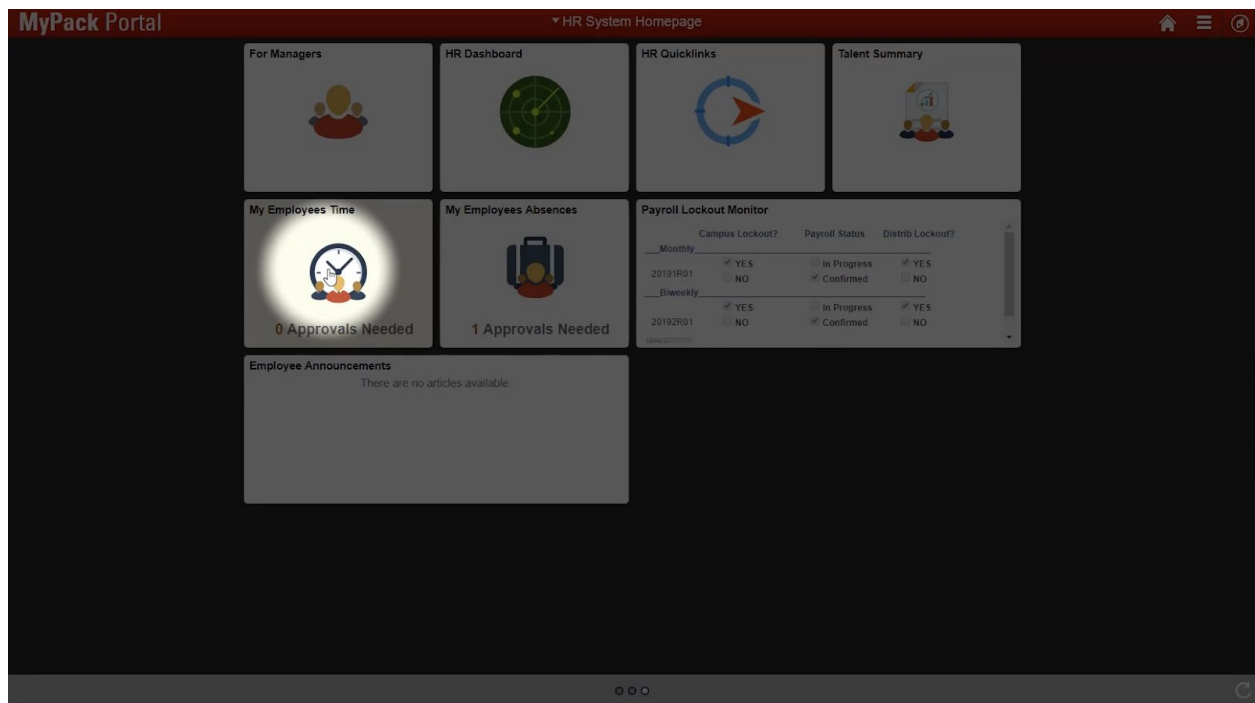 MyPack Portal
HR System Homepage
For Managers
HR Dashboard
HR Quicklinks
Talent Summary
My Employees Time
0 Approvals Needed
My Employees Absences
1 Approvals Needed
Payroll Lockout Monitor
Campus Lockout? Payroll Status Distrib Lockout?
___Monthly
YES In Progress YES
20191R01 NO Confirmed NO
___Biweekly
YES In Progress YES
20192R01 NO Confirmed NO
Employee Announcements
There are no articles available.